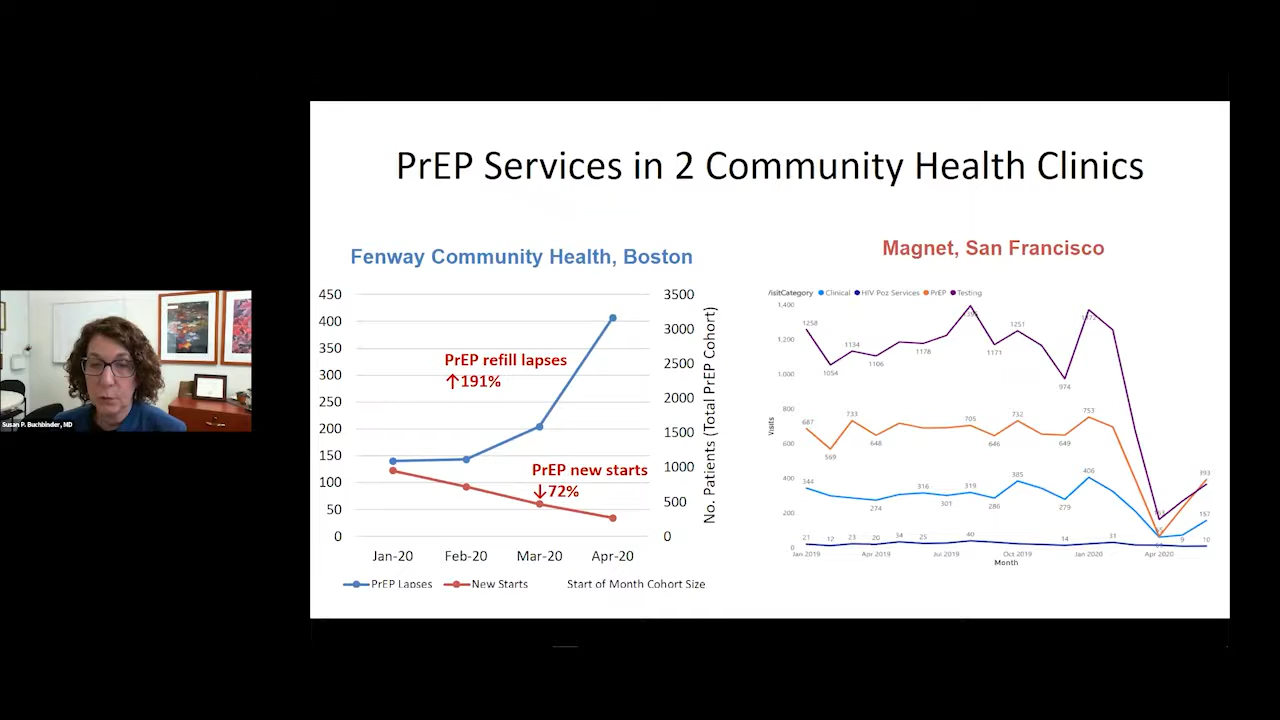 PrEP Services in 2 Community Health Clinics
Fenway Community Health, Boston
450
400
350
300
250
200
150
100
50
0
3500
3000
2500
2000
1500
1000
500
0
No. Patients (Total PrEP Cohort)
PrEP refill lapses
↑191%
PrEP new starts
↓72%
Jan-20 Feb-20 Mar-20 Apr-20
PrEP Lapses New Starts Start of Month Cohort Size
Magnet, San Francisco
VisitCategory Clinical HIV Poz Services PrEP Testing
1,400
1,200
1,000
800
600
400
200
0
Visits
1258 1054 1134 1106 1178 1171 1251 974
687 569 733 648 705 646 732 649 753
344 274 316 301 319 286 385 279 406
393
157
21 12 23 20 34 25 40 14 31 9 10
Jan 2019 Apr 2019 Jul 2019 Oct 2019 Jan 2020 Apr 2020
Month
Susan P. Buchbinder, MD